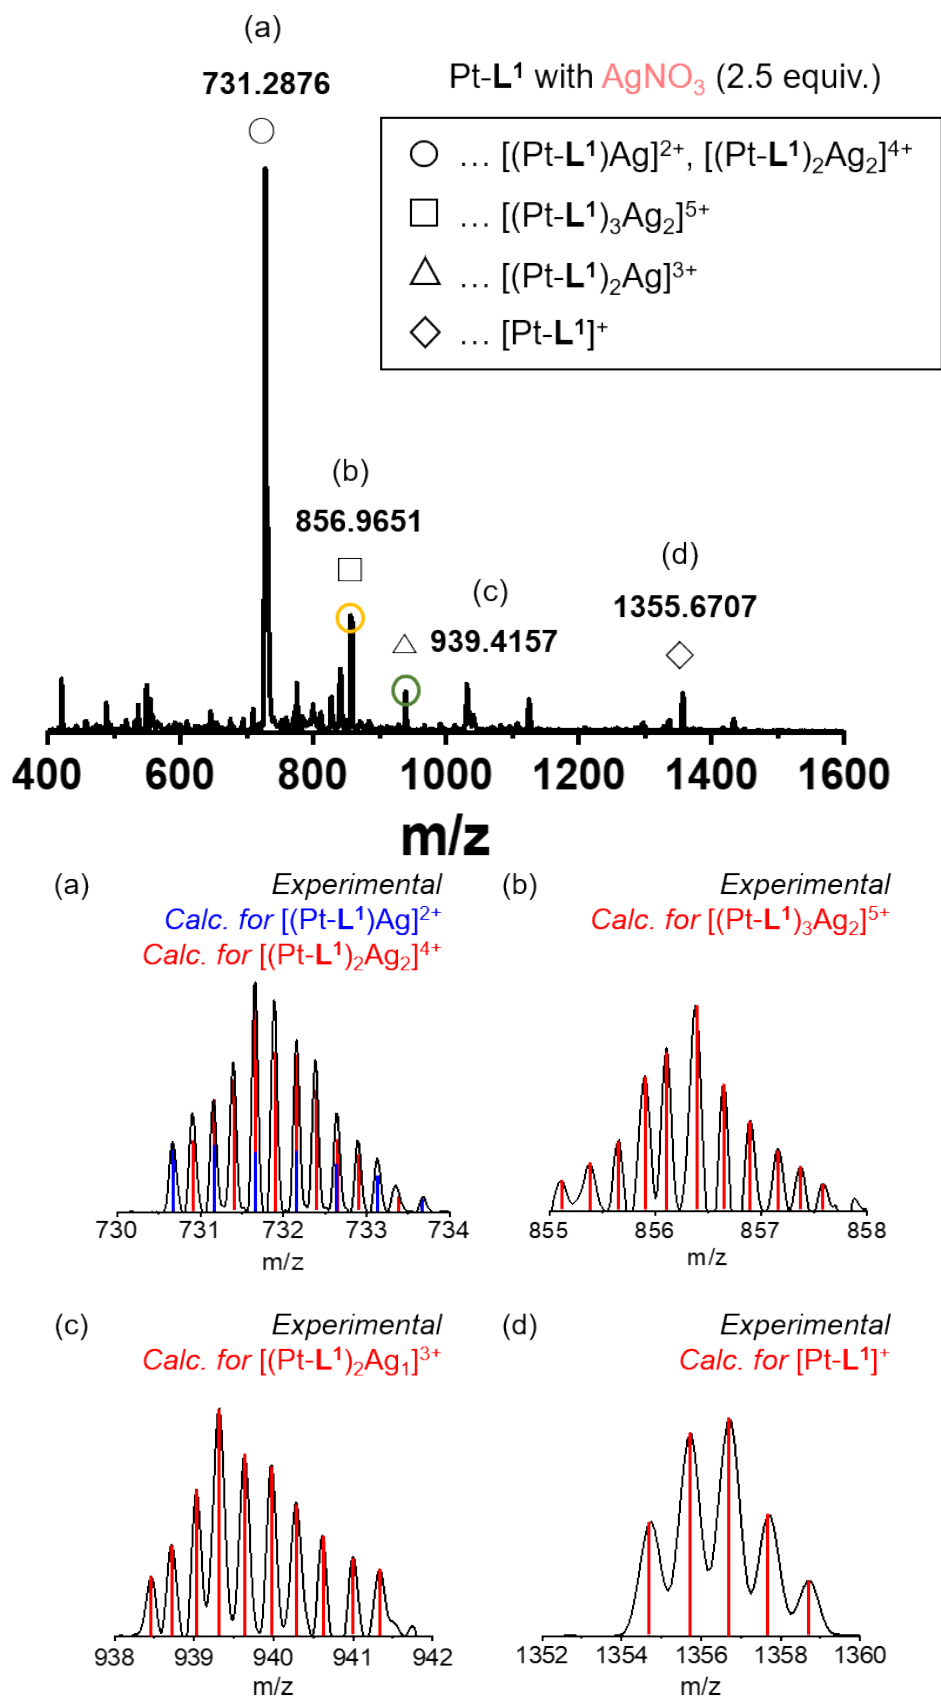 (a)
731.2876
Pt-L¹ with AgNO₃ (2.5 equiv.)
... [(Pt-L¹)Ag]²⁺, [(Pt-L¹)₂Ag₂]⁴⁺
... [(Pt-L¹)₃Ag₂]⁵⁺
... [(Pt-L¹)₂Ag]³⁺
... [Pt-L¹]⁺
(b)
856.9651
(c)
939.4157
(d)
1355.6707
400 600 800 1000 1200 1400 1600
m/z
(a)
Experimental
Calc. for [(Pt-L¹)Ag]²⁺
Calc. for [(Pt-L¹)₂Ag₂]⁴⁺
730 731 732 733 734
m/z
(b)
Experimental
Calc. for [(Pt-L¹)₃Ag₂]⁵⁺
855 856 857 858
m/z
(c)
Experimental
Calc. for [(Pt-L¹)₂Ag₁]³⁺
938 939 940 941 942
m/z
(d)
Experimental
Calc. for [Pt-L¹]⁺
1352 1354 1356 1358 1360
m/z